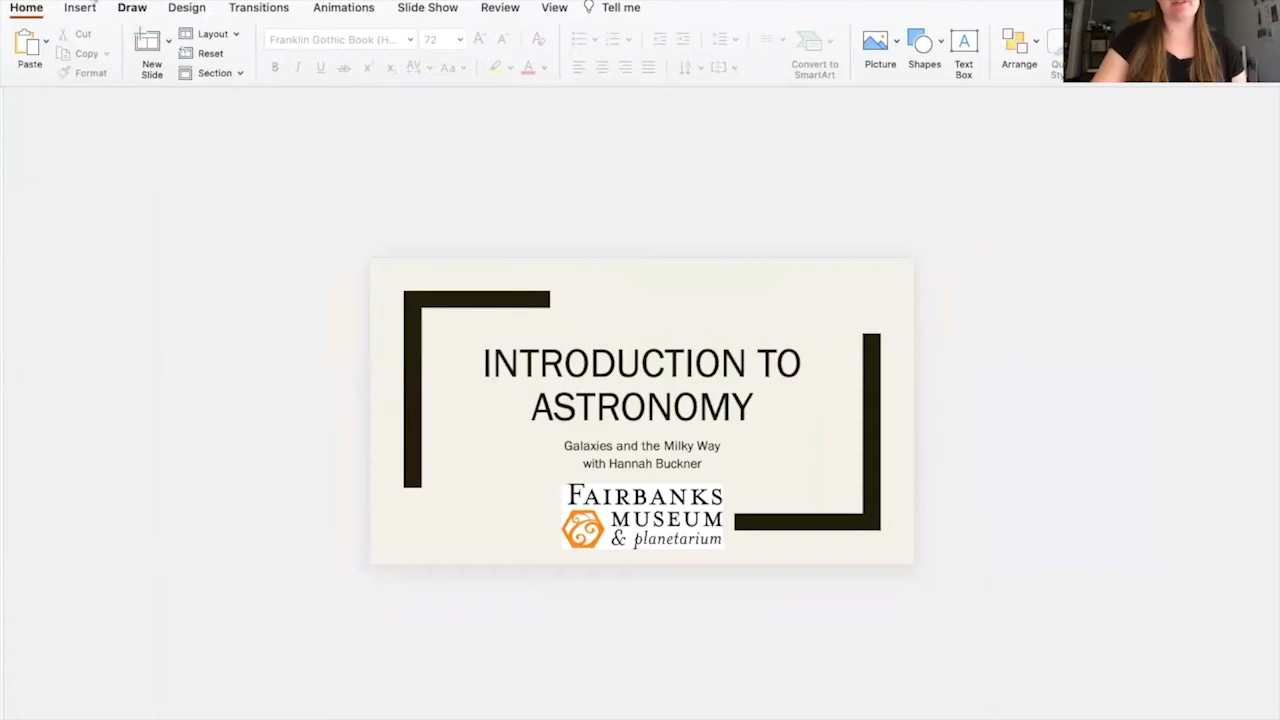 Home Insert Draw Design Transitions Animations Slide Show Review View Tell me
Paste
Cut
Copy
Format
New
Slide
Layout
Reset
Section
Franklin Gothic Book (H... 72
Convert to
SmartArt
Picture
Shapes
Text
Box
Arrange
INTRODUCTION TO
ASTRONOMY
Galaxies and the Milky Way
with Hannah Buckner
FAIRBANKS
MUSEUM
& planetarium